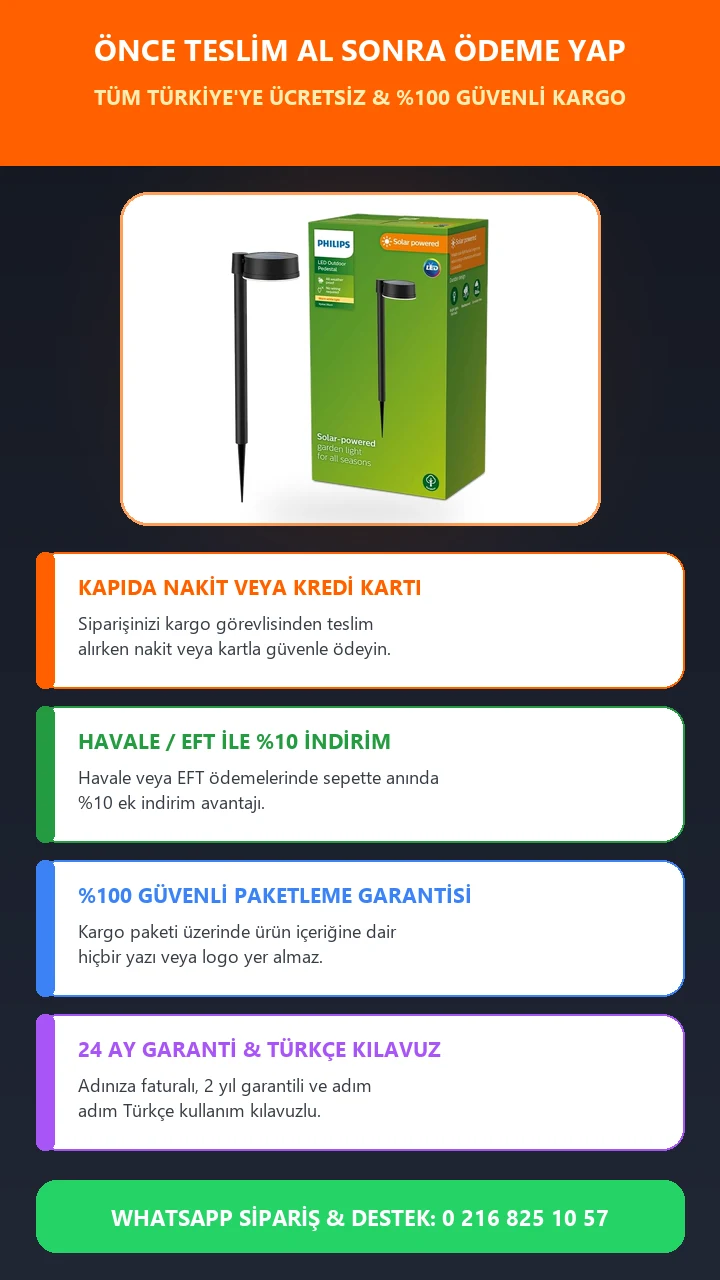 ÖNCE TESLİM AL SONRA ÖDEME YAP
TÜM TÜRKİYE'YE ÜCRETSİZ & %100 GÜVENLİ KARGO
PHILIPS
LED Outdoor
Pedestal
Solar powered
Solar powered
LED
Solar-powered
garden light
for all seasons
KAPIDA NAKİT VEYA KREDİ KARTI
Siparişinizi kargo görevlisinden teslim
alırken nakit veya kartla güvenle ödeyin.
HAVALE / EFT İLE %10 İNDİRİM
Havale veya EFT ödemelerinde sepette anında
%10 ek indirim avantajı.
%100 GÜVENLİ PAKETLEME GARANTİSİ
Kargo paketi üzerinde ürün içeriğine dair
hiçbir yazı veya logo yer almaz.
24 AY GARANTİ & TÜRKÇE KILAVUZ
Adınıza faturalı, 2 yıl garantili ve adım
adım Türkçe kullanım kılavuzlu.
WHATSAPP SİPARİŞ & DESTEK: 0 216 825 10 57